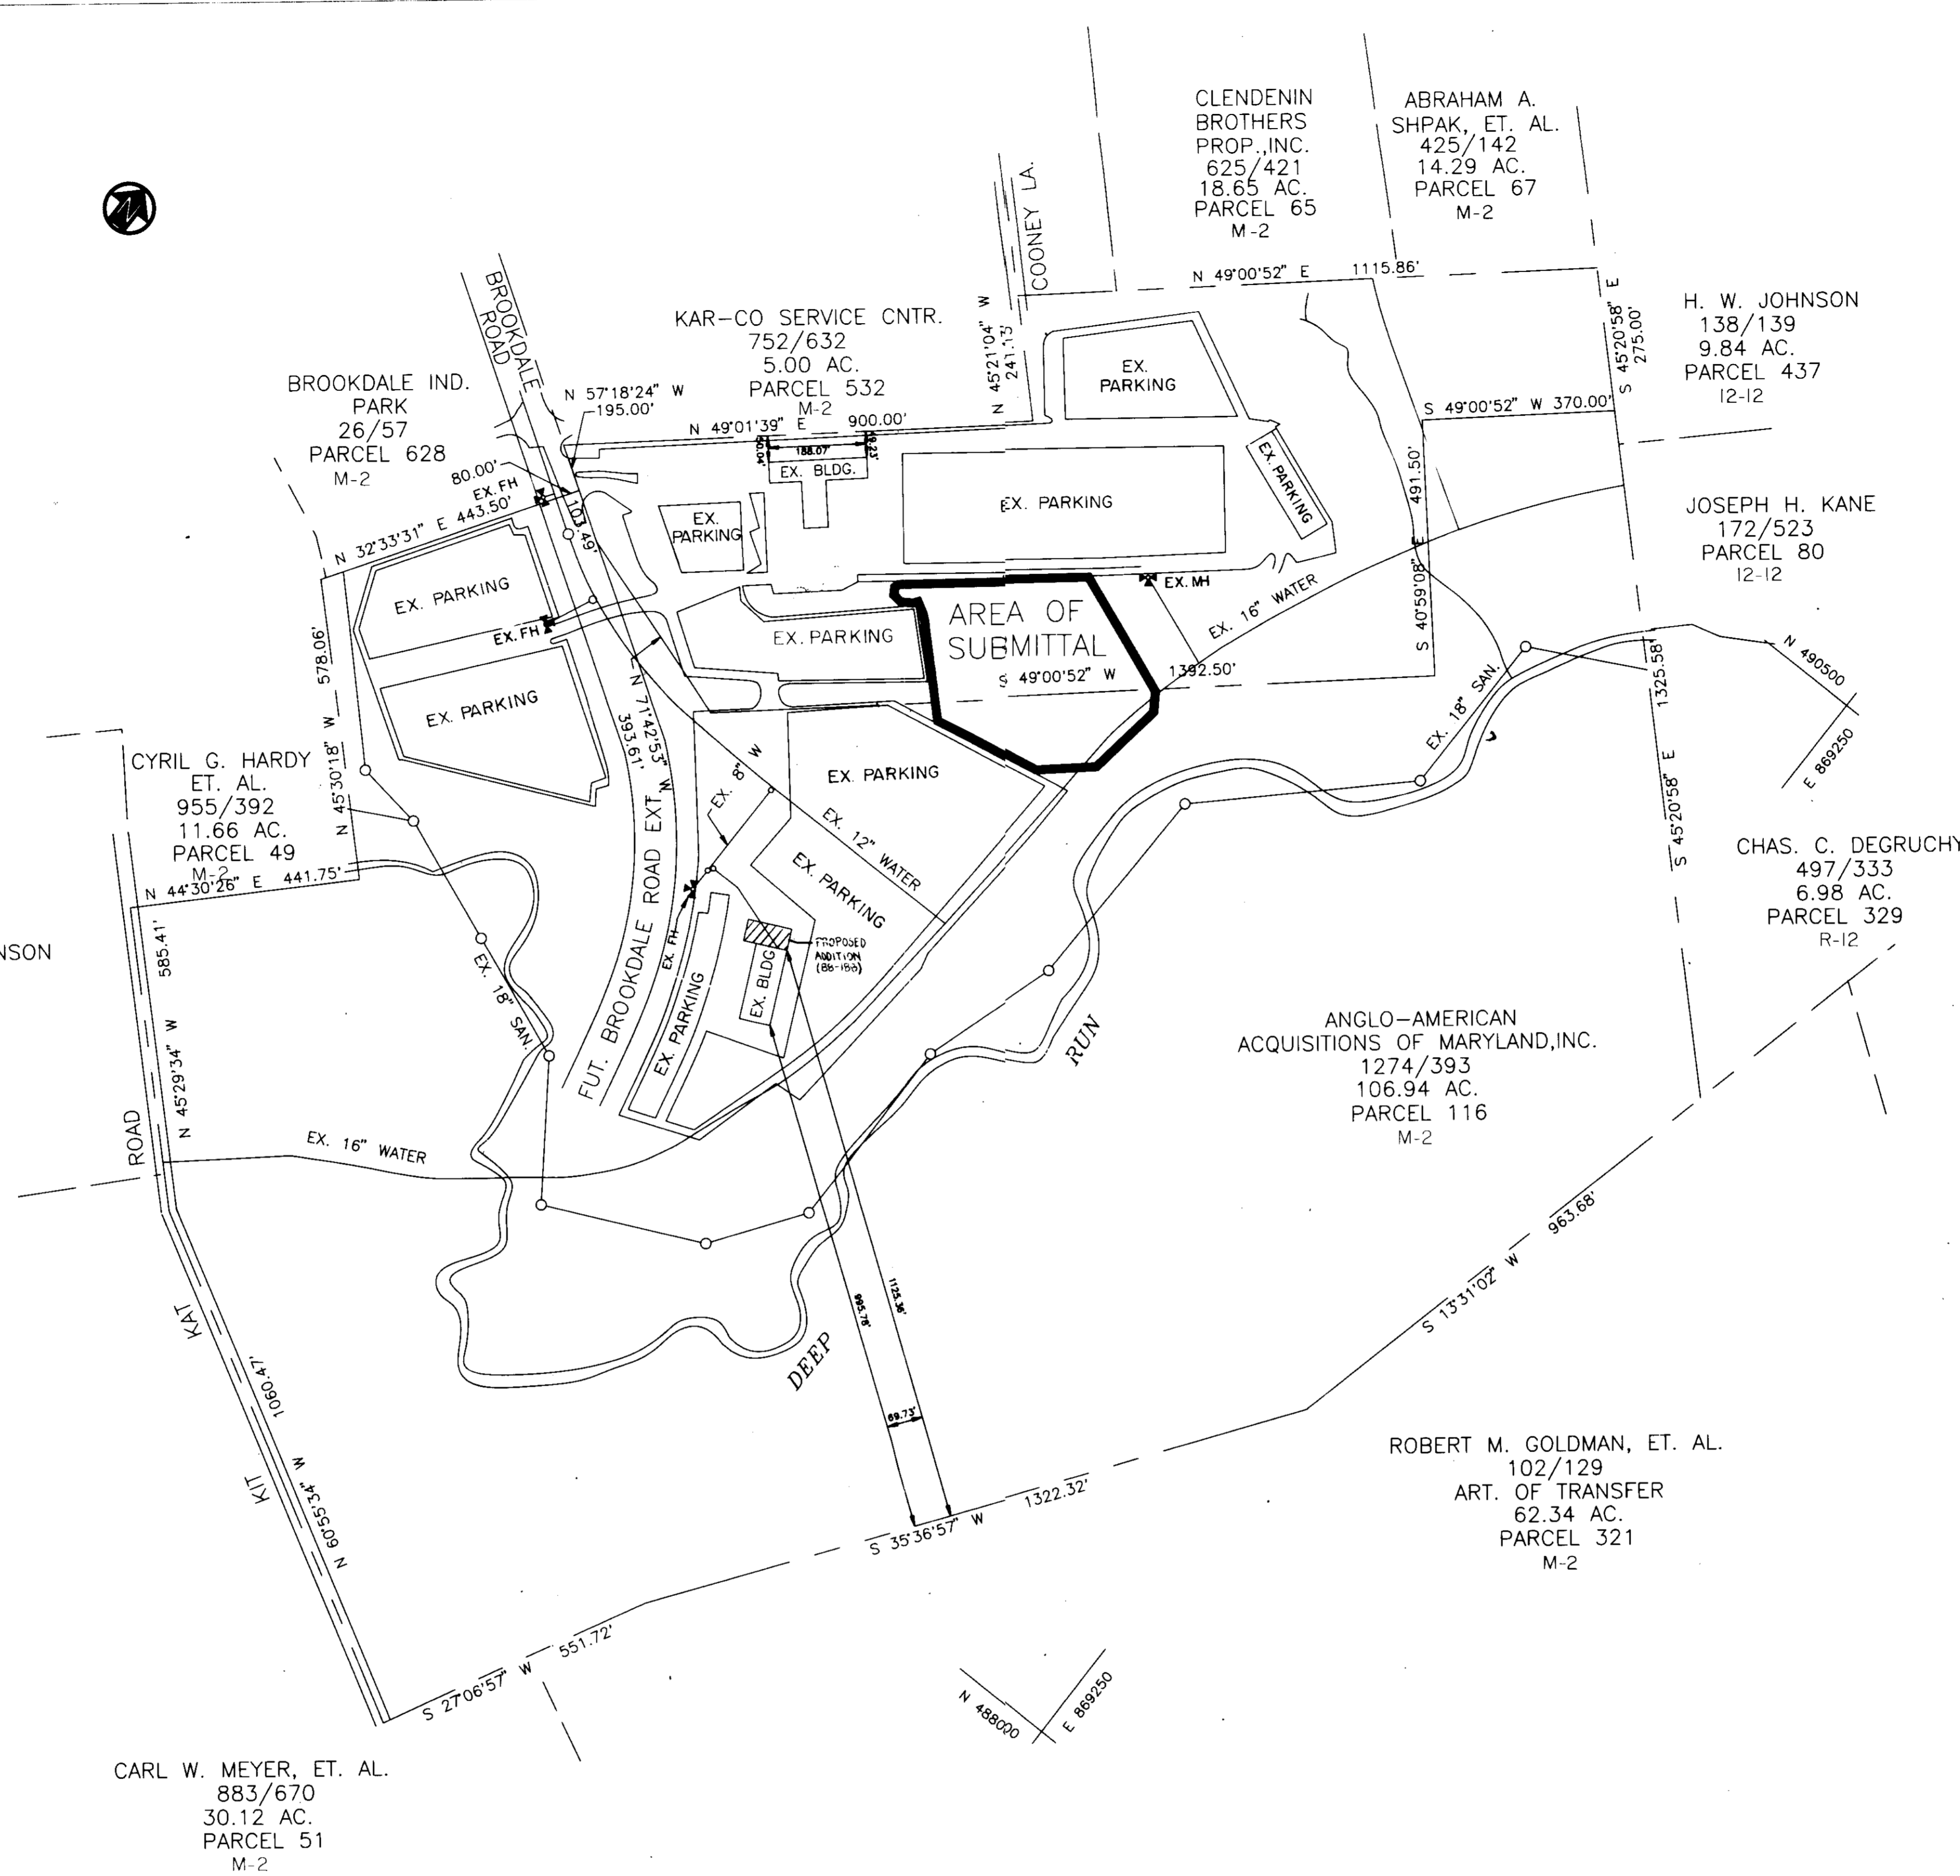 CLENDENIN
BROTHERS
PROP.,INC.
625/421
18.65 AC.
PARCEL 65
M-2
ABRAHAM A.
SHPAK, ET. AL.
425/142
14.29 AC.
PARCEL 67
M-2
COONEY LA.
N 49°00'52" E 1115.86'
S 45°20'58" E
275.00'
H. W. JOHNSON
138/139
9.84 AC.
PARCEL 437
12-12
BROOKDALE
ROAD
BROOKDALE
KAR-CO SERVICE CNTR.
752/632
5.00 AC.
PARCEL 532
M-2
N 45°21'04" W
241.13'
EX.
PARKING
BROOKDALE IND.
PARK
26/57
PARCEL 628
M-2
N 57°18'24" W
195.00'
N 49°01'39" E 900.00'
S 49°00'52" W 370.00'
80.00'
EX. FH
N 32°33'31" E 443.50'
103.49'
50.04'
188.07'
EX. BLDG.
EX.
PARKING
EX. PARKING
EX. PARKING
S 40°59'08" E 491.50'
JOSEPH H. KANE
172/523
PARCEL 80
12-12
EX. PARKING
EX. FH
EX. PARKING
AREA OF
SUBMITTAL
EX. MH
EX. 16" WATER
S 49°00'52" W 1392.50'
EX. PARKING
N 45°30'18" W 578.06'
N 71°42'53" W
393.61'
EX. 18" SAN.
1325.58'
S 45°20'58" E
N 490500
E 869250
CYRIL G. HARDY
ET. AL.
955/392
11.66 AC.
PARCEL 49
M-2
N 44°30'26" E 441.75'
EX. 8" W
EX. PARKING
EX. 12" WATER
EX. PARKING
CHAS. C. DEGRUCHY
497/333
6.98 AC.
PARCEL 329
R-12
NSON
585.41'
N 45°29'34" W
EX. 18" SAN.
FUT. BROOKDALE ROAD EXT.
EX. FH
EX. PARKING
EX. BLDG
PROPOSED
ADDITION
(88-183)
ANGLO-AMERICAN
ACQUISITIONS OF MARYLAND,INC.
1274/393
106.94 AC.
PARCEL 116
M-2
RUN
ROAD
EX. 16" WATER
S 13°31'02" W 963.68'
KAT
995.78'
1125.36'
DEEP
1060.47'
69.73'
KIT
N 60°55'34" W
ROBERT M. GOLDMAN, ET. AL.
102/129
ART. OF TRANSFER
62.34 AC.
PARCEL 321
M-2
S 35°36'57" W 1322.32'
S 27°06'57" W 551.72'
N 488000
E 869250
CARL W. MEYER, ET. AL.
883/670
30.12 AC.
PARCEL 51
M-2